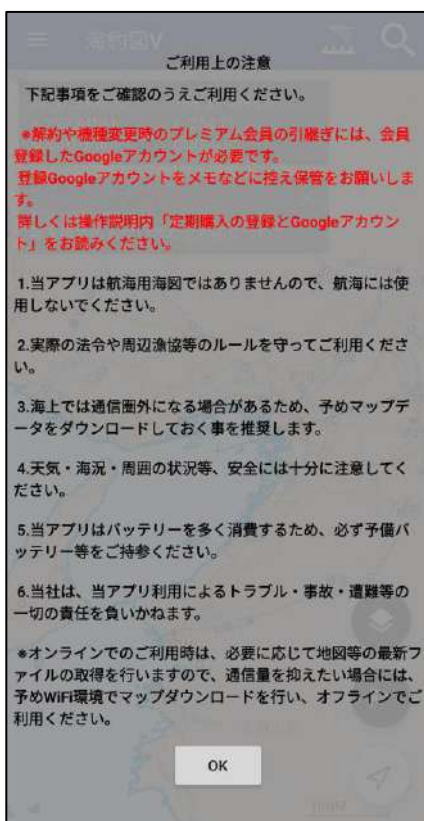 海釣図V
ご利用上の注意
下記事項をご確認のうえご利用ください。
*解約や機種変更時のプレミアム会員の引継ぎには、会員
登録したGoogleアカウントが必要です。
登録Googleアカウントをメモなどに控え保管をお願いしま
す。
詳しくは操作説明内「定期購入の登録とGoogleアカウン
ト」をお読みください。
1.当アプリは航海用海図ではありませんので、航海には使
用しないでください。
2.実際の法令や周辺漁協等のルールを守ってご利用くださ
い。
3.海上では通信圏外になる場合があるため、予めマップデ
ータをダウンロードしておく事を推奨します。
4.天気・海況・周囲の状況等、安全には十分に注意してく
ださい。
5.当アプリはバッテリーを多く消費するため、必ず予備バ
ッテリー等をご持参ください。
6.当社は、当アプリ利用によるトラブル・事故・遭難等の
一切の責任を負いかねます。
*オンラインでのご利用時は、必要に応じて地図等の最新フ
ァイルの取得を行いますので、通信量を抑えたい場合には、
予めWiFi環境でマップダウンロードを行い、オフラインでご
利用ください。
OK